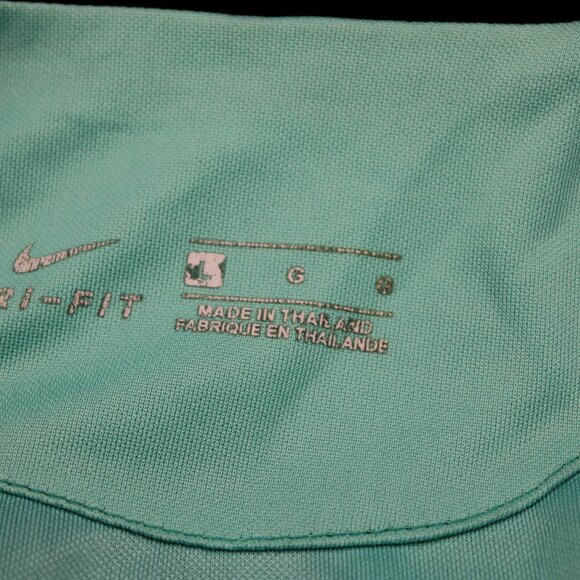 RI-FIT
L G
MADE IN THAILAND
FABRIQUE EN THAILANDE